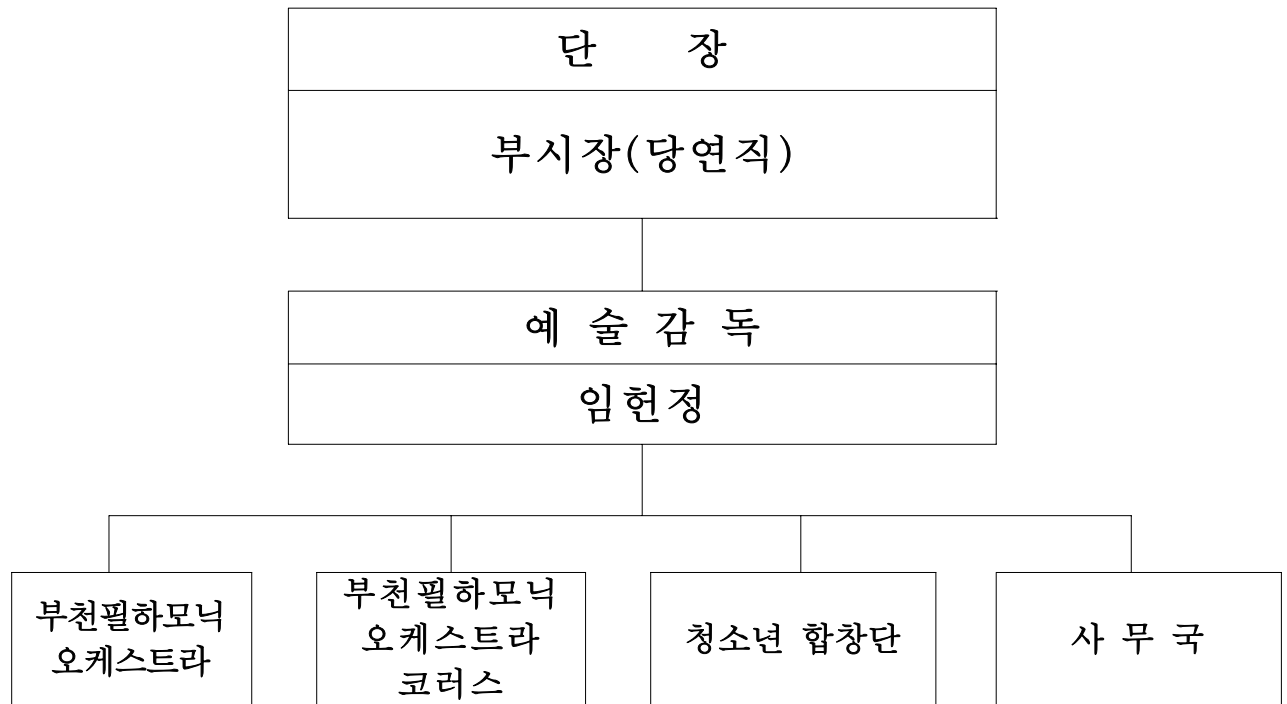 단 장
부시장(당연직)
예 술 감 독
임헌정
부천필하모닉
오케스트라
부천필하모닉
오케스트라
코러스
청소년 합창단
사 무 국